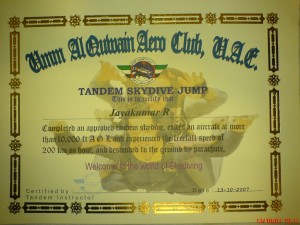 Umm Al Quwain Aero Club, U.A.E.
TANDEM SKYDIVE JUMP
This is to certify that
Jayakumar R
Completed an approved tandem skydive, exited an aircraft at more
than 10,000 ft A G L and experienced the freefall speeds of
200 km an hour, and descended to the ground by parachute.
Welcome to the world of Skydiving
Certified by
Tandem Instructor
Date 13-10-2007